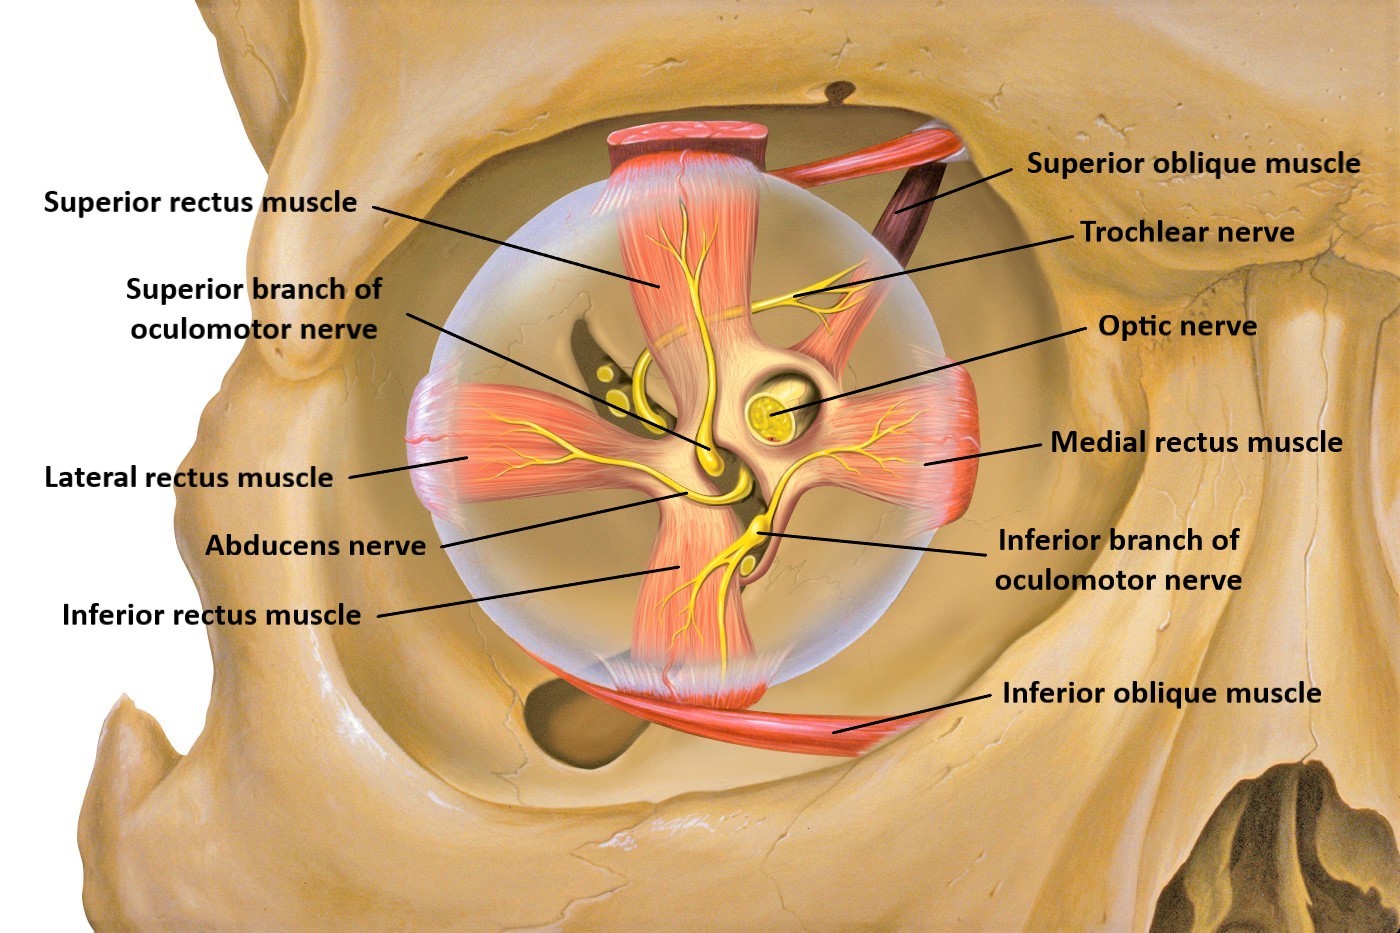 Superior rectus muscle
Superior branch of
oculomotor nerve
Lateral rectus muscle
Abducens nerve
Inferior rectus muscle
Superior oblique muscle
Trochlear nerve
Optic nerve
Medial rectus muscle
Inferior branch of
oculomotor nerve
Inferior oblique muscle